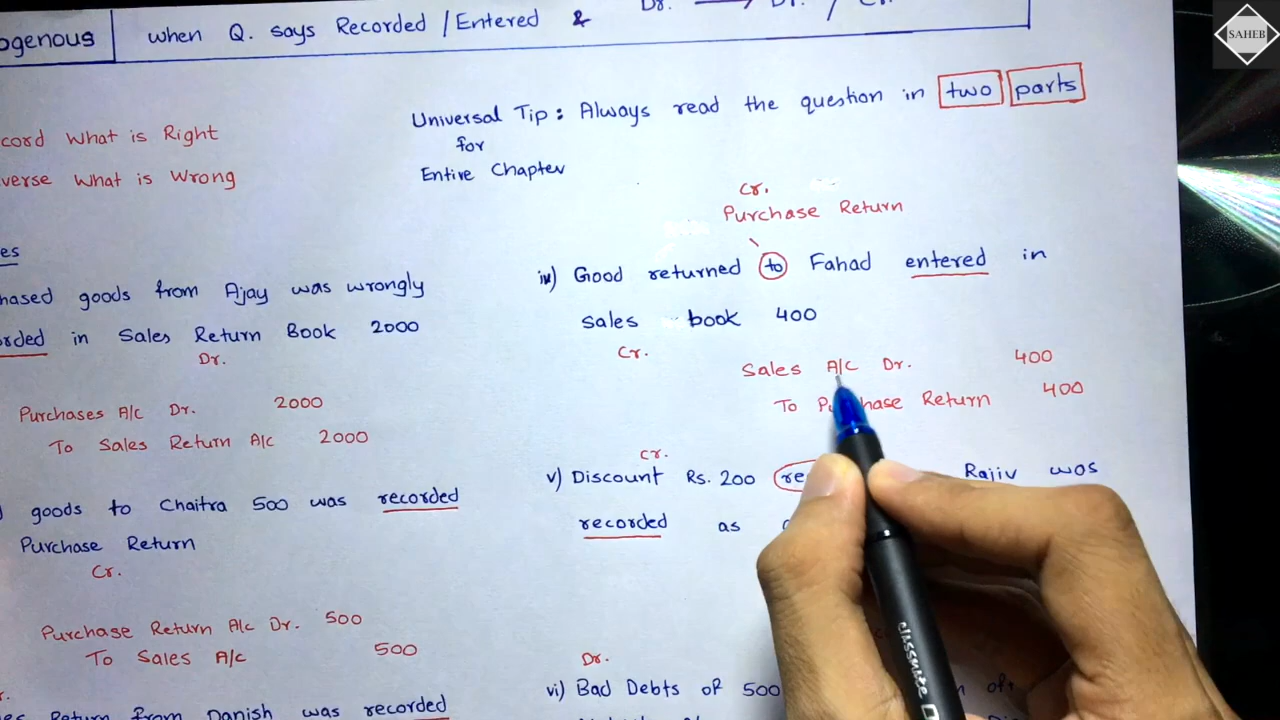 ogenous when Q. says Recorded / Entered &
SAHEB
cord What is Right
verse What is Wrong
Universal Tip: Always read the question in two parts
for
Entire Chapter
es
hased goods from Ajay was wrongly
rded in Sales Return Book 2000
Dr.
Purchases A/c Dr. 2000
To Sales Return A/c 2000
goods to Chaitra 500 was recorded
Purchase Return
Cr.
Purchase Return A/c Dr. 500
To Sales A/c 500
Return from Danish was recorded
Cr.
Purchase Return
iv) Good returned to Fahad entered in
Sales book 400
Cr.
Sales A/c Dr. 400
To Purchase Return 400
Cr.
v) Discount Rs. 200 Rajiv was
recorded as
Dr.
vi) Bad Debts of 500
classmate